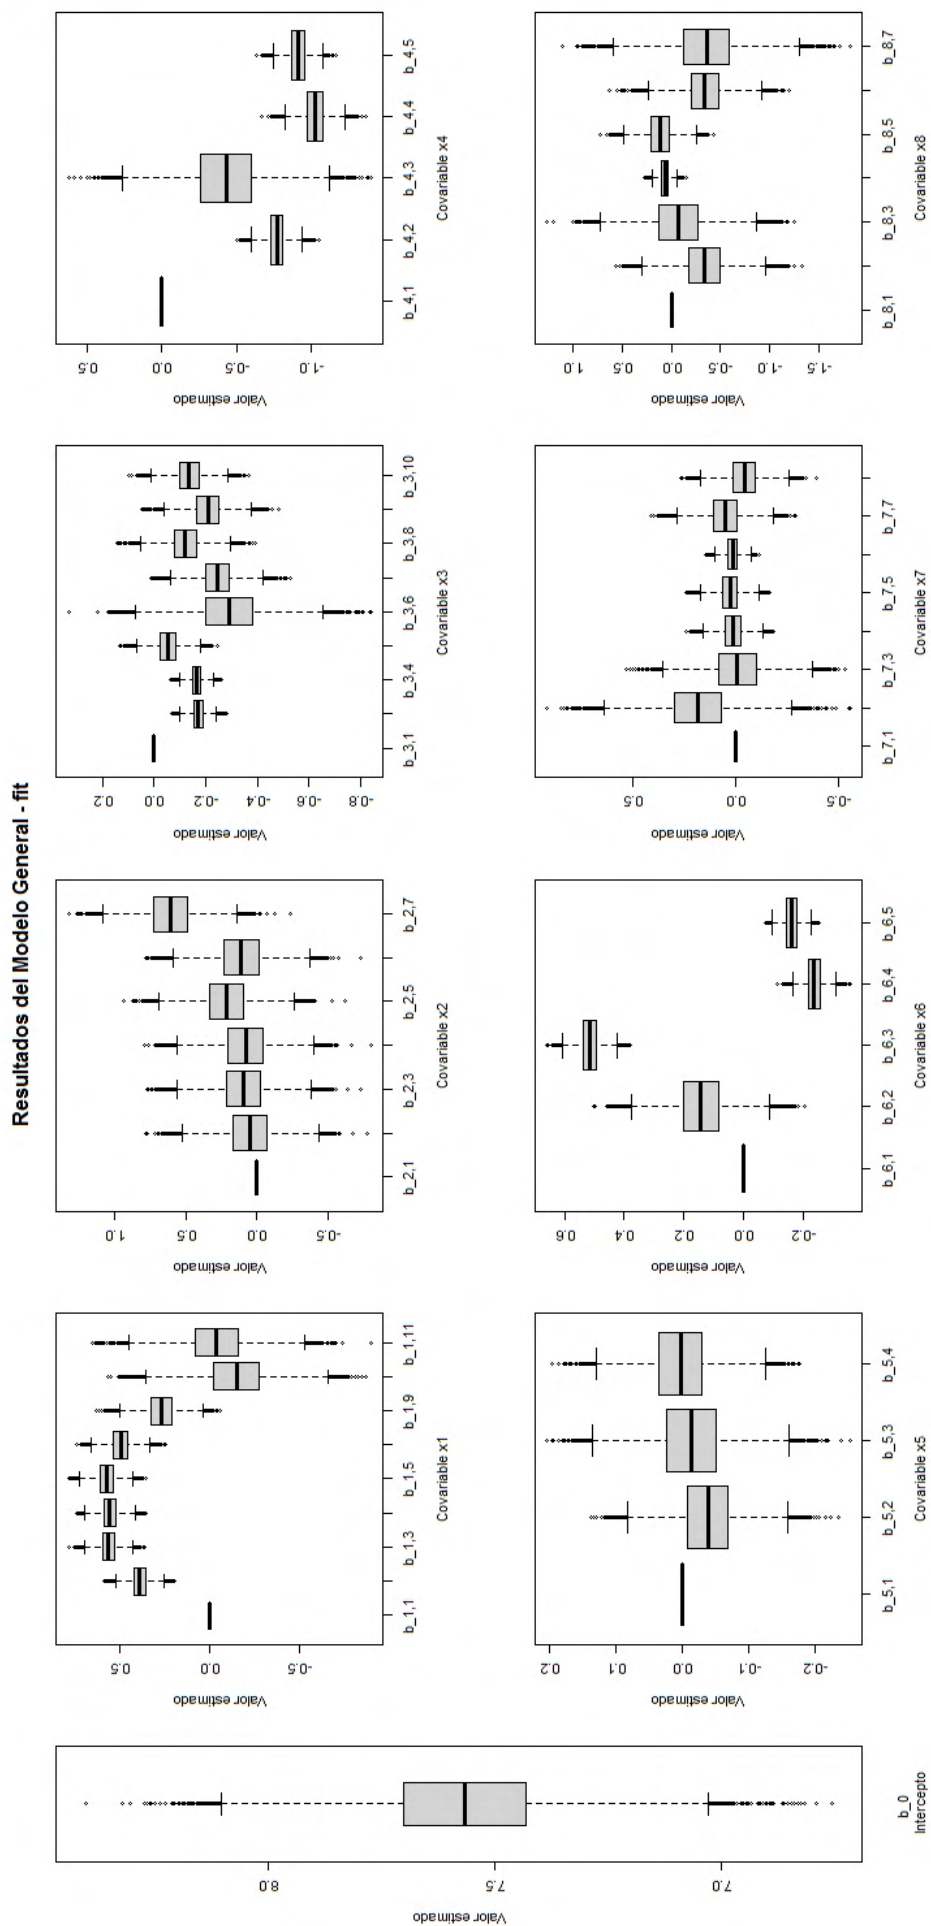 Resultados del Modelo General - fit
Valor estimado
8.0
7.5
7.0
b_0
Intercepto
Valor estimado
0.5
0.0
-0.5
b_1,1 b_1,3 b_1,5 b_1,9 b_1,11
Covariable x1
Valor estimado
1.0
0.5
0.0
-0.5
b_2,1 b_2,3 b_2,5 b_2,7
Covariable x2
Valor estimado
0.2
0.0
-0.2
-0.4
-0.6
-0.8
b_3,1 b_3,4 b_3,6 b_3,8 b_3,10
Covariable x3
Valor estimado
0.5
0.0
-0.5
-1.0
b_4,1 b_4,2 b_4,3 b_4,4 b_4,5
Covariable x4
Valor estimado
0.2
0.1
0.0
-0.1
-0.2
b_5,1 b_5,2 b_5,3 b_5,4
Covariable x5
Valor estimado
0.6
0.4
0.2
0.0
-0.2
b_6,1 b_6,2 b_6,3 b_6,4 b_6,5
Covariable x6
Valor estimado
0.5
0.0
-0.5
b_7,1 b_7,3 b_7,5 b_7,7
Covariable x7
Valor estimado
1.0
0.5
0.0
-0.5
-1.0
-1.5
b_8,1 b_8,3 b_8,5 b_8,7
Covariable x8